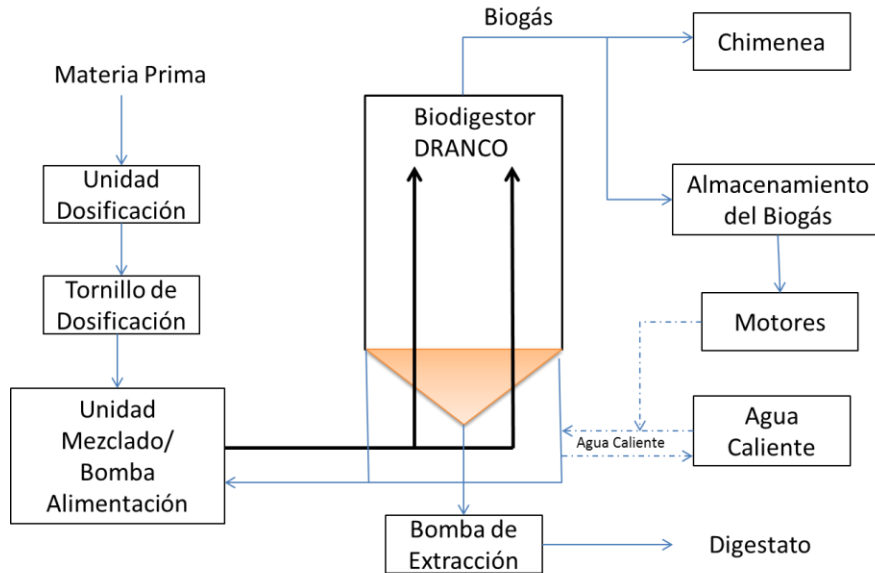 Biogás
Chimenea
Materia Prima
Biodigestor
DRANCO
Unidad
Dosificación
Almacenamiento
del Biogás
Tornillo de
Dosificación
Motores
Unidad
Mezclado/
Bomba
Alimentación
Agua Caliente
Agua
Caliente
Bomba de
Extracción
Digestato